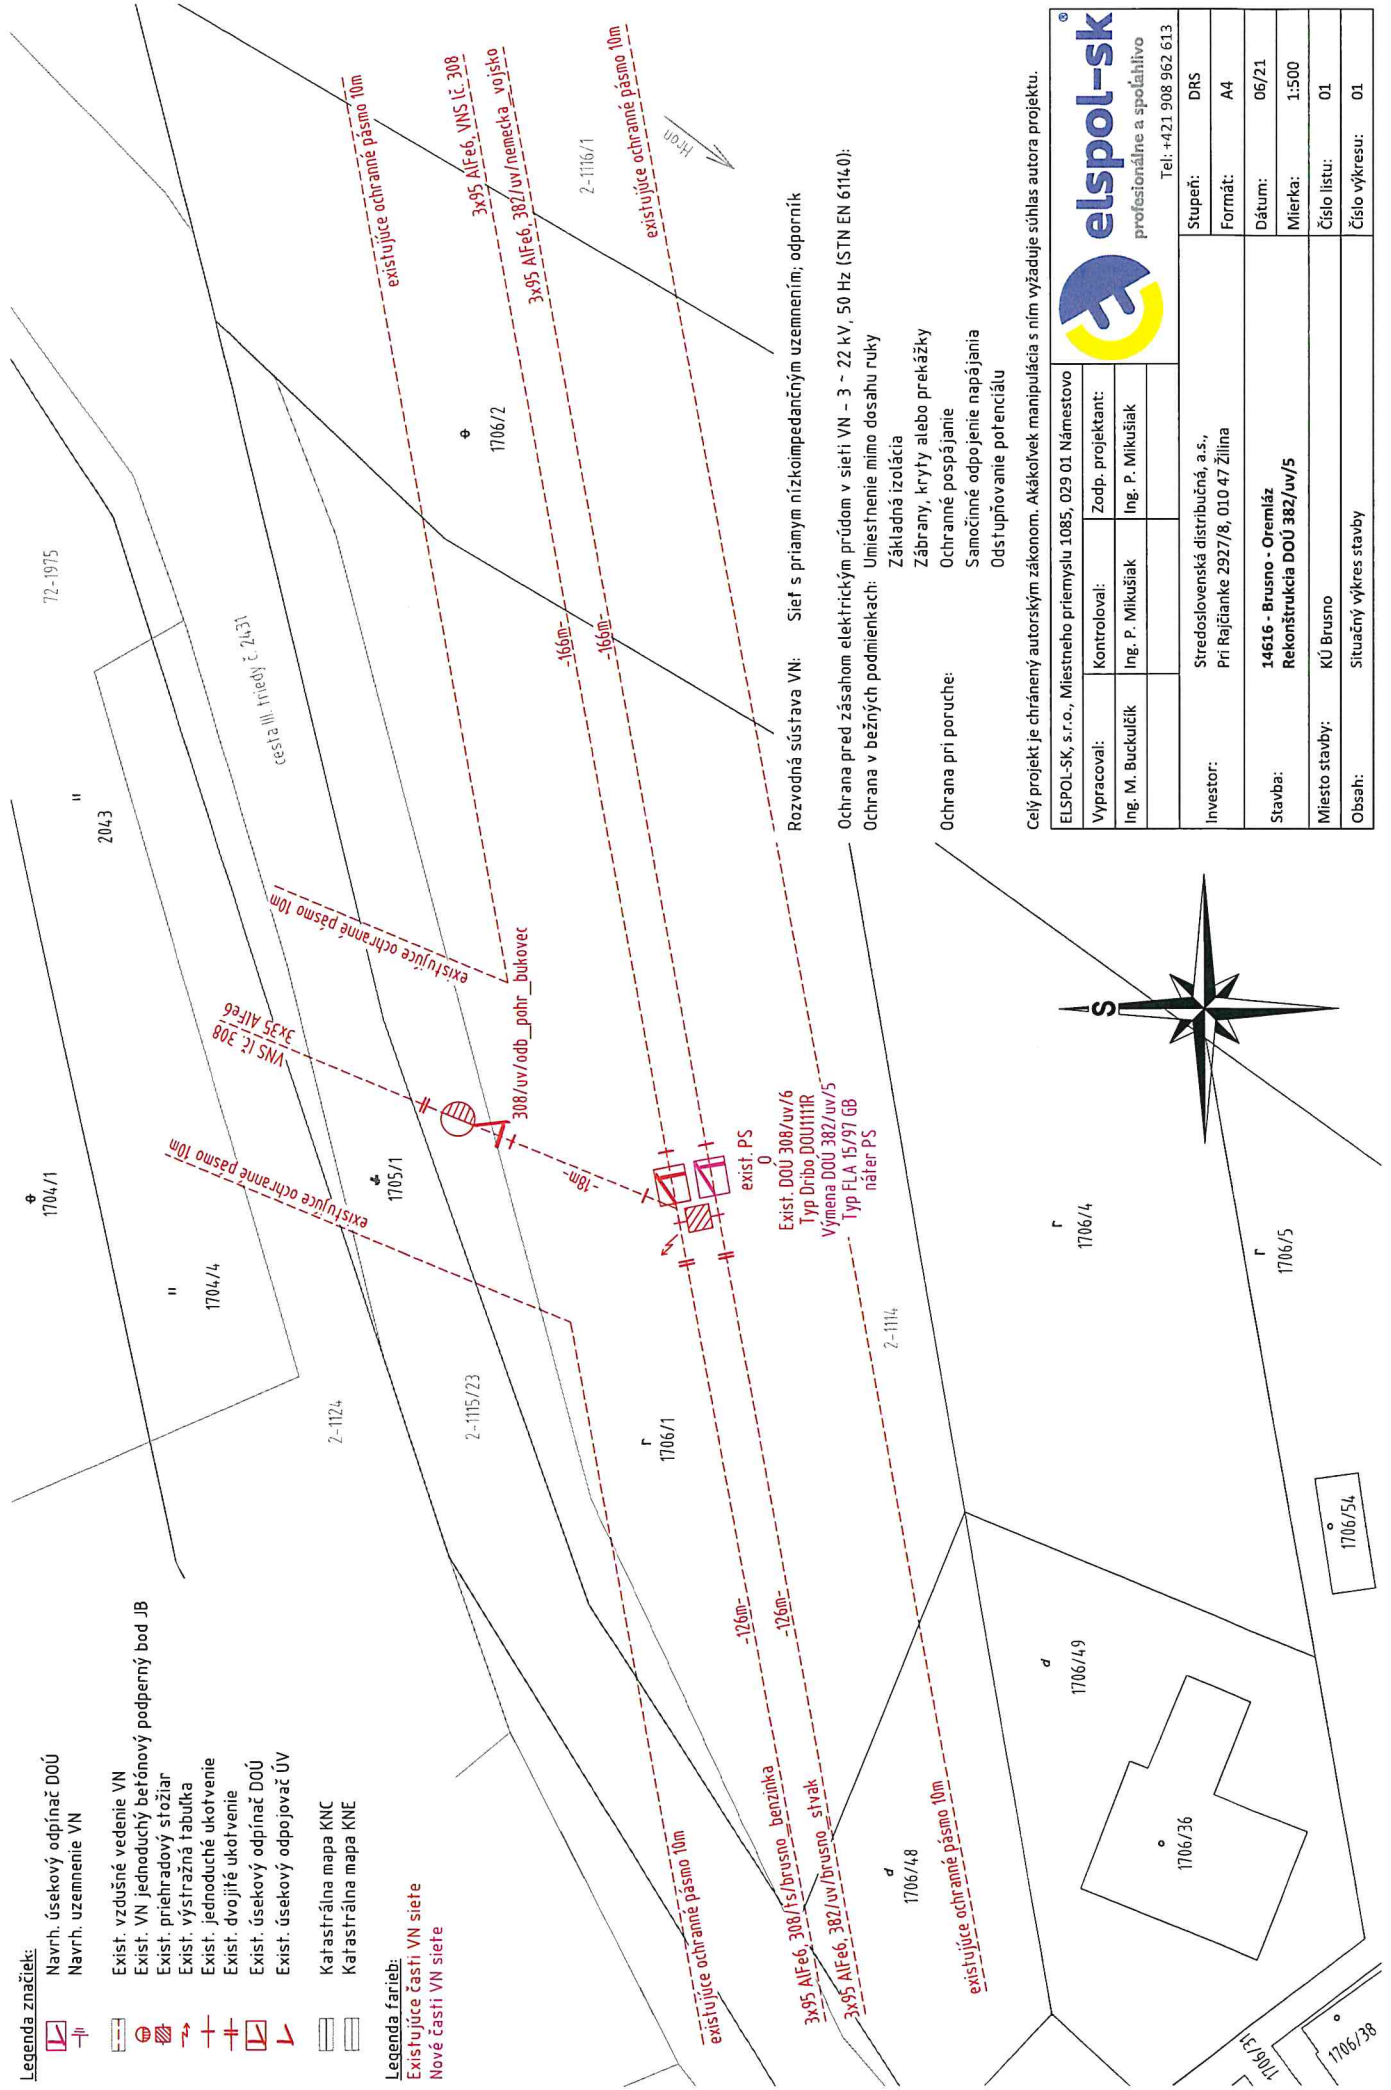 Legenda značiek:
Navrh. úsekový odpínač DOÚ
Navrh. uzemnenie VN
Exist. vzdušné vedenie VN
Exist. VN jednoduchý betónový podperný bod JB
Exist. priehradový stožiar
Exist. výstražná tabuľka
Exist. jednoduché ukotvenie
Exist. dvojité ukotvenie
Exist. úsekový odpínač DOÚ
Exist. úsekový odpojovač ÚV
Katastrálna mapa KNC
Katastrálna mapa KNE
Legenda farieb:
Existujúce časti VN siete
Nové časti VN siete
1704/1
1704/4
2043
72-1975
cesta III. triedy č. 2431
2-1124
2-1115/23
1705/1
1706/1
1706/2
2-1116/1
Hron
existujúce ochranné pásmo 10m
VNS lč. 308
3x35 AlFe6
existujúce ochranné pásmo 10m
308/uv/odb_pohr_bukovec
-18m-
existujúce ochranné pásmo 10m
3x95 AlFe6, VNS lč. 308
3x95 AlFe6, 382/uv/nemecka_vojsko
existujúce ochranné pásmo 10m
-166m-
-166m-
exist. PS
0
Exist. DOÚ 308/uv/6
Typ Dribo DOU1111R
Výmena DOÚ 382/uv/5
Typ FLA 15/97 GB
náter PS
-126m-
-126m-
existujúce ochranné pásmo 10m
3x95 AlFe6, 308/ts/brusno_benzinka
3x95 AlFe6, 382/uv/brusno_stvak
existujúce ochranné pásmo 10m
2-1114
1706/4
1706/5
1706/54
1706/49
1706/48
1706/36
1706/31
1706/38
S
Rozvodná sústava VN: Sieť s priamym nízkoimpedančným uzemnením; odporník
Ochrana pred zásahom elektrickým prúdom v sieti VN - 3 ~ 22 kV, 50 Hz (STN EN 61140):
Ochrana v bežných podmienkach: Umiestnenie mimo dosahu ruky
Základná izolácia
Zábrany, kryty alebo prekážky
Ochrana pri poruche: Ochranné pospájanie
Samočinné odpojenie napájania
Odstupňovanie potenciálu
Celý projekt je chránený autorským zákonom. Akákoľvek manipulácia s ním vyžaduje súhlas autora projektu.
ELSPOL-SK, s.r.o., Miestneho priemyslu 1085, 029 01 Námestovo
Vypracoval: Kontroloval: Zodp. projektant:
Ing. M. Buckulčík Ing. P. Mikušiak Ing. P. Mikušiak
elspol-sk®
profesionálne a spoľahlivo
Tel: +421 908 962 613
Investor: Stredoslovenská distribučná, a.s.,
Pri Rajčianke 2927/8, 010 47 Žilina
Stupeň: DRS
Formát: A4
Stavba: 14616 - Brusno - Oremláz
Rekonštrukcia DOÚ 382/uv/5
Dátum: 06/21
Mierka: 1:500
Miesto stavby: KÚ Brusno
Číslo listu: 01
Obsah: Situačný výkres stavby
Číslo výkresu: 01